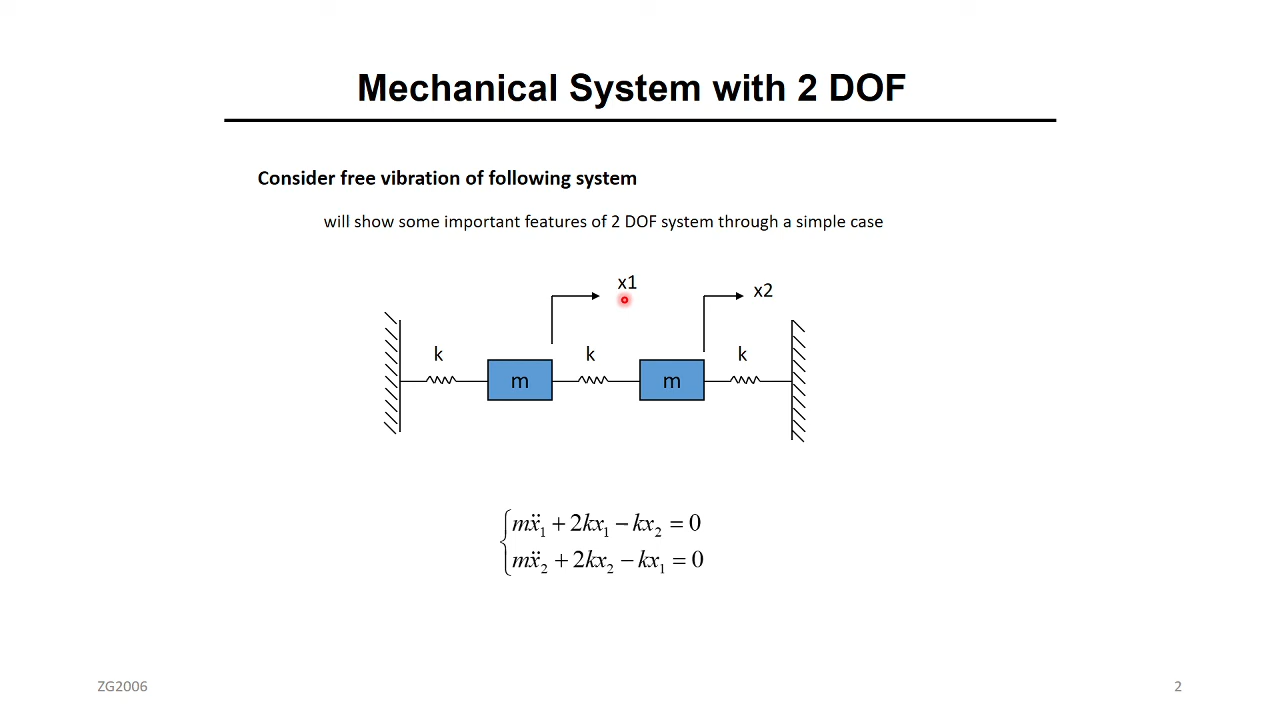 Mechanical System with 2 DOF
Consider free vibration of following system
will show some important features of 2 DOF system through a simple case
x1
x2
k
k
k
m
m
mẍ₁ + 2kx₁ − kx₂ = 0
mẍ₂ + 2kx₂ − kx₁ = 0
ZG2006
2